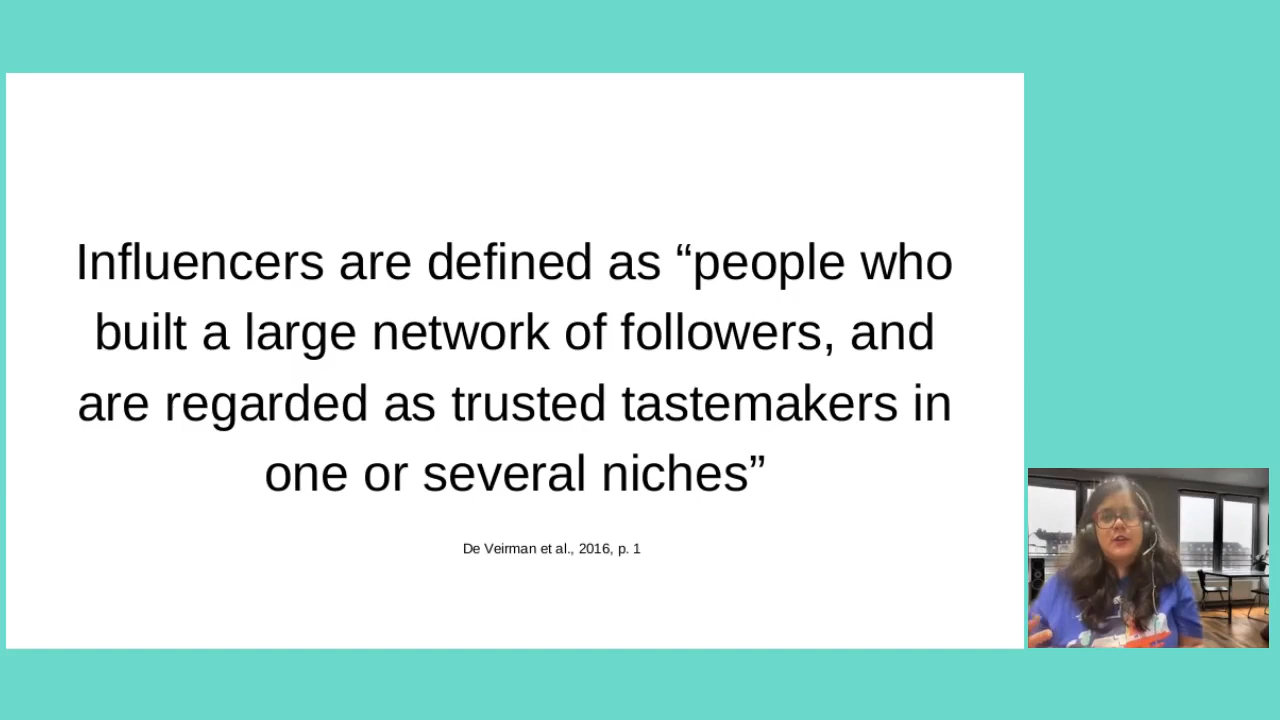 Influencers are defined as “people who
built a large network of followers, and
are regarded as trusted tastemakers in
one or several niches”
De Veirman et al., 2016, p. 1